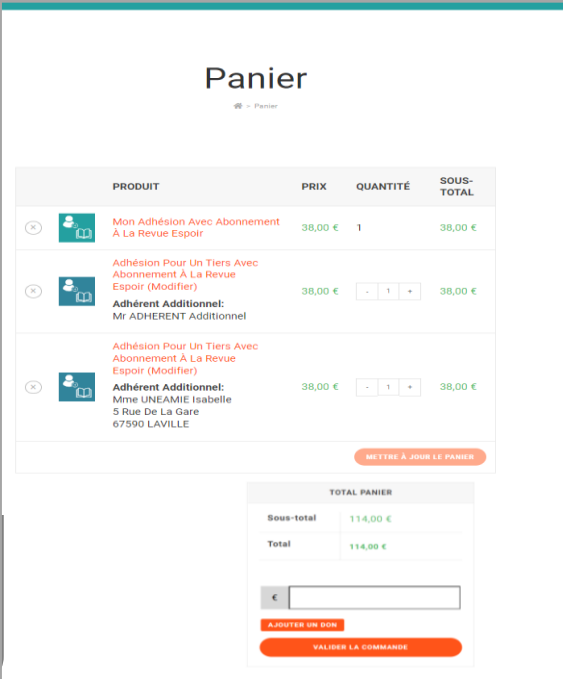 Panier
» Panier
PRODUIT PRIX QUANTITÉ SOUS-
TOTAL
Mon Adhésion Avec Abonnement
À La Revue Espoir
38,00 € 1 38,00 €
Adhésion Pour Un Tiers Avec
Abonnement À La Revue
Espoir (Modifier)
Adhérent Additionnel:
Mr ADHERENT Additionnel
38,00 € - 1 + 38,00 €
Adhésion Pour Un Tiers Avec
Abonnement À La Revue
Espoir (Modifier)
Adhérent Additionnel:
Mme UNEAMIE Isabelle
5 Rue De La Gare
67590 LAVILLE
38,00 € - 1 + 38,00 €
METTRE À JOUR LE PANIER
TOTAL PANIER
Sous-total 114,00 €
Total 114,00 €
€
AJOUTER UN DON
VALIDER LA COMMANDE